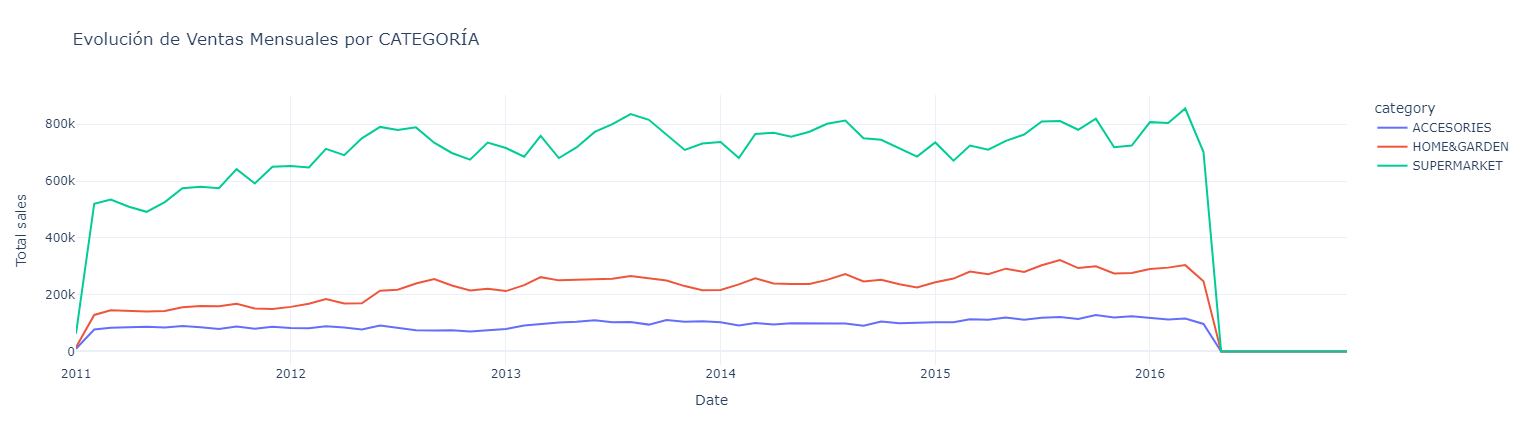 Evolución de Ventas Mensuales por CATEGORÍA
category
ACCESORIES
HOME&GARDEN
SUPERMARKET
Total sales
800k
600k
400k
200k
0
2011
2012
2013
2014
2015
2016
Date